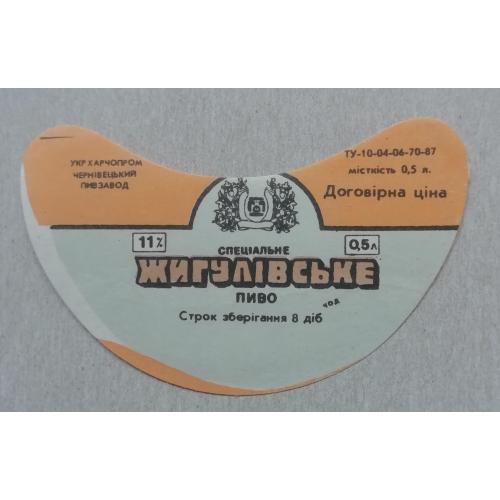 УКРХАРЧОПРОМ
ЧЕРНІВЕЦЬКИЙ
ПИВЗАВОД
ТУ-10-04-06-70-87
місткість 0,5 л.
Договірна ціна
11%
СПЕЦІАЛЬНЕ
0,5л
ЖИГУЛІВСЬКЕ
ПИВО
Строк зберігання 8 діб